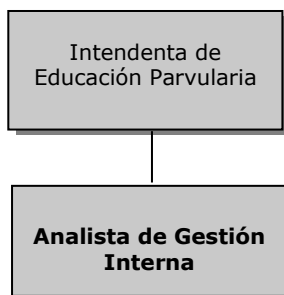 Intendenta de
Educación Parvularia
Analista de Gestión
Interna